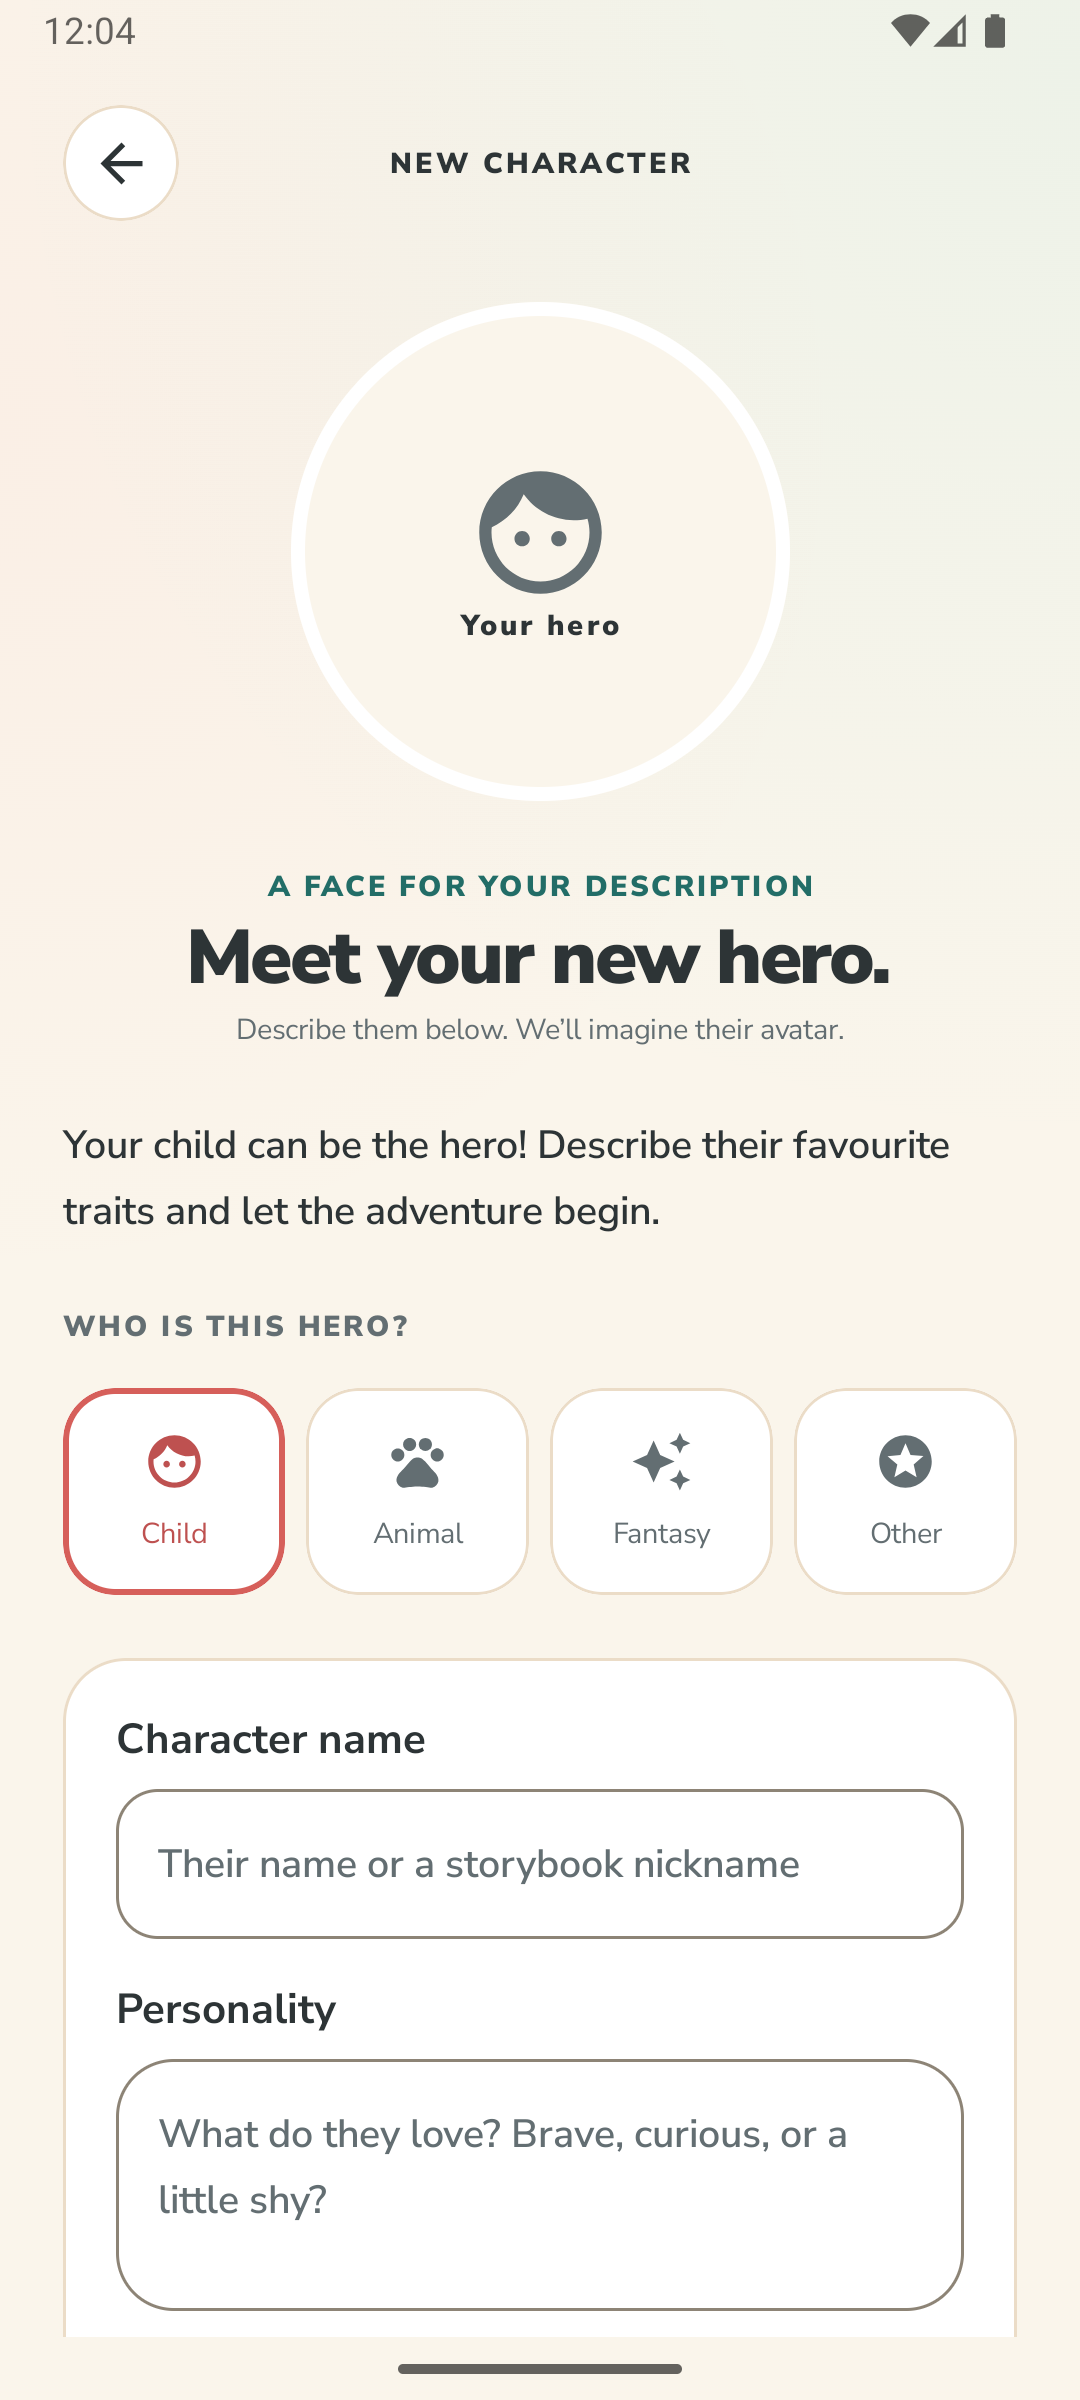 12:04
NEW CHARACTER
Your hero
A FACE FOR YOUR DESCRIPTION
Meet your new hero.
Describe them below. We’ll imagine their avatar.
Your child can be the hero! Describe their favourite
traits and let the adventure begin.
WHO IS THIS HERO?
Child
Animal
Fantasy
Other
Character name
Their name or a storybook nickname
Personality
What do they love? Brave, curious, or a
little shy?